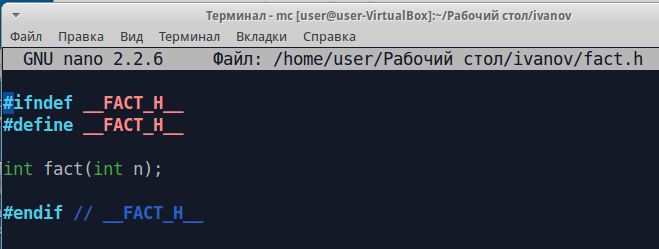 Терминал - mc [user@user-VirtualBox]:~/Рабочий стол/ivanov
Файл Правка Вид Терминал Вкладки Справка
GNU nano 2.2.6 Файл: /home/user/Рабочий стол/ivanov/fact.h
#ifndef __FACT_H__
#define __FACT_H__
int fact(int n);
#endif // __FACT_H__